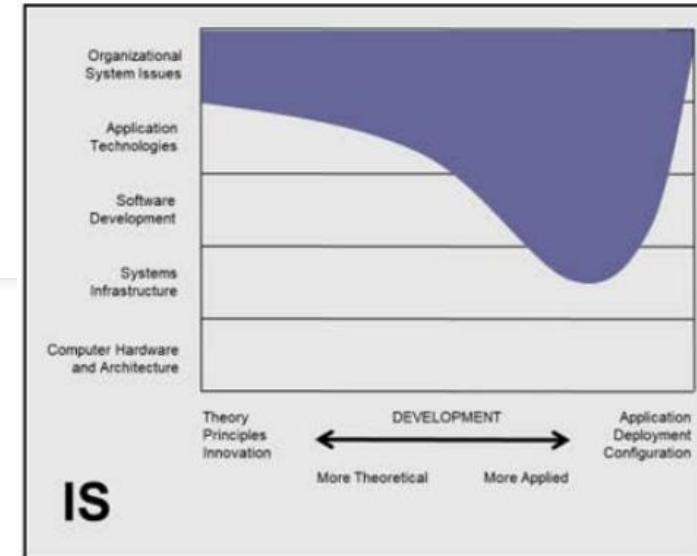 Organizational
System Issues
Application
Technologies
Software
Development
Systems
Infrastructure
Computer Hardware
and Architecture
Theory
Principles
Innovation
DEVELOPMENT
More Theoretical
More Applied
Application
Deployment
Configuration
IS